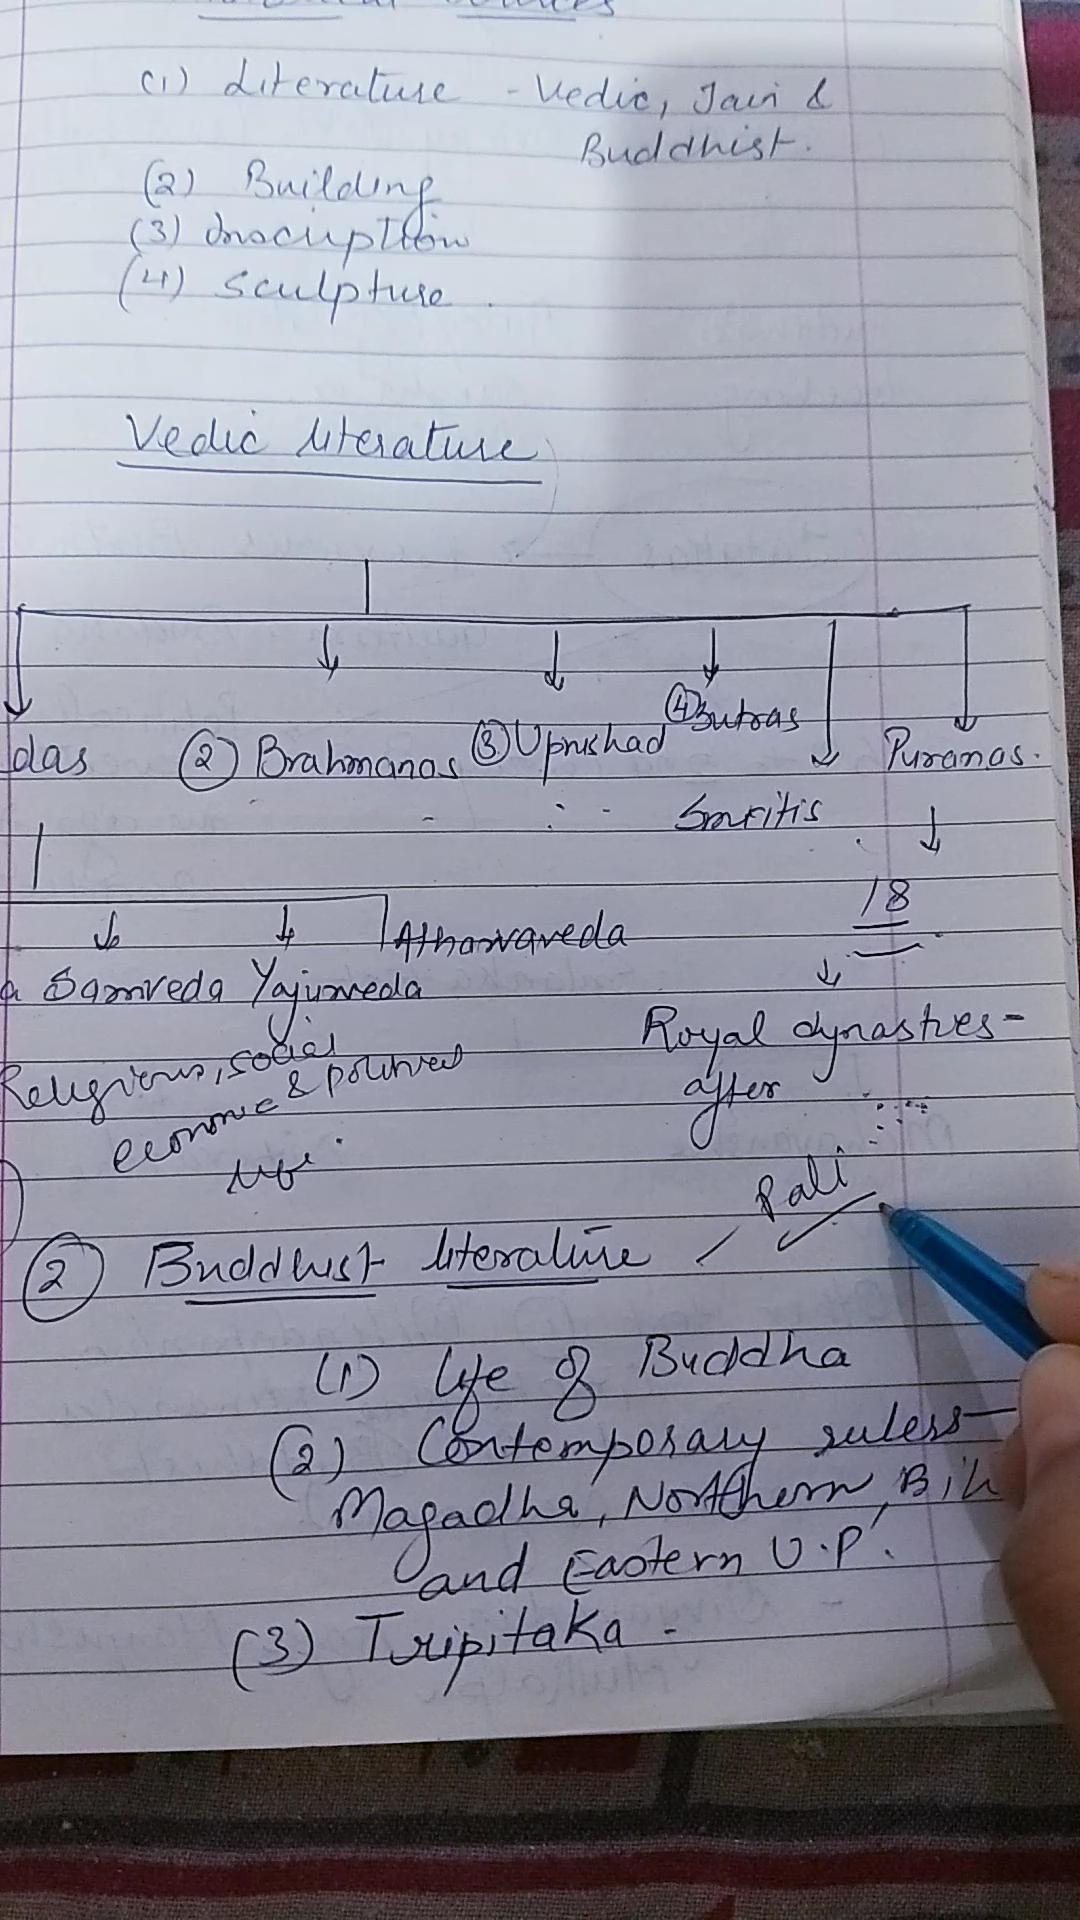 (1) Literature - Vedic, Jain &
Buddhist.
(2) Building
(3) Inscription
(4) Sculpture.
Vedic literature
das ② Brahmanas ③ Upnishad ④ Sutras Puranas.
Smritis
18
Atharvaveda
a Samveda Yajurveda
Royal dynasties -
after
Religious, social
economic & political
life.
Pali
② Buddhist literature /
(1) life of Buddha
(2) Contemporary rulers -
Magadha, Northern, Bih
and Eastern U.P.
(3) Tripitaka -